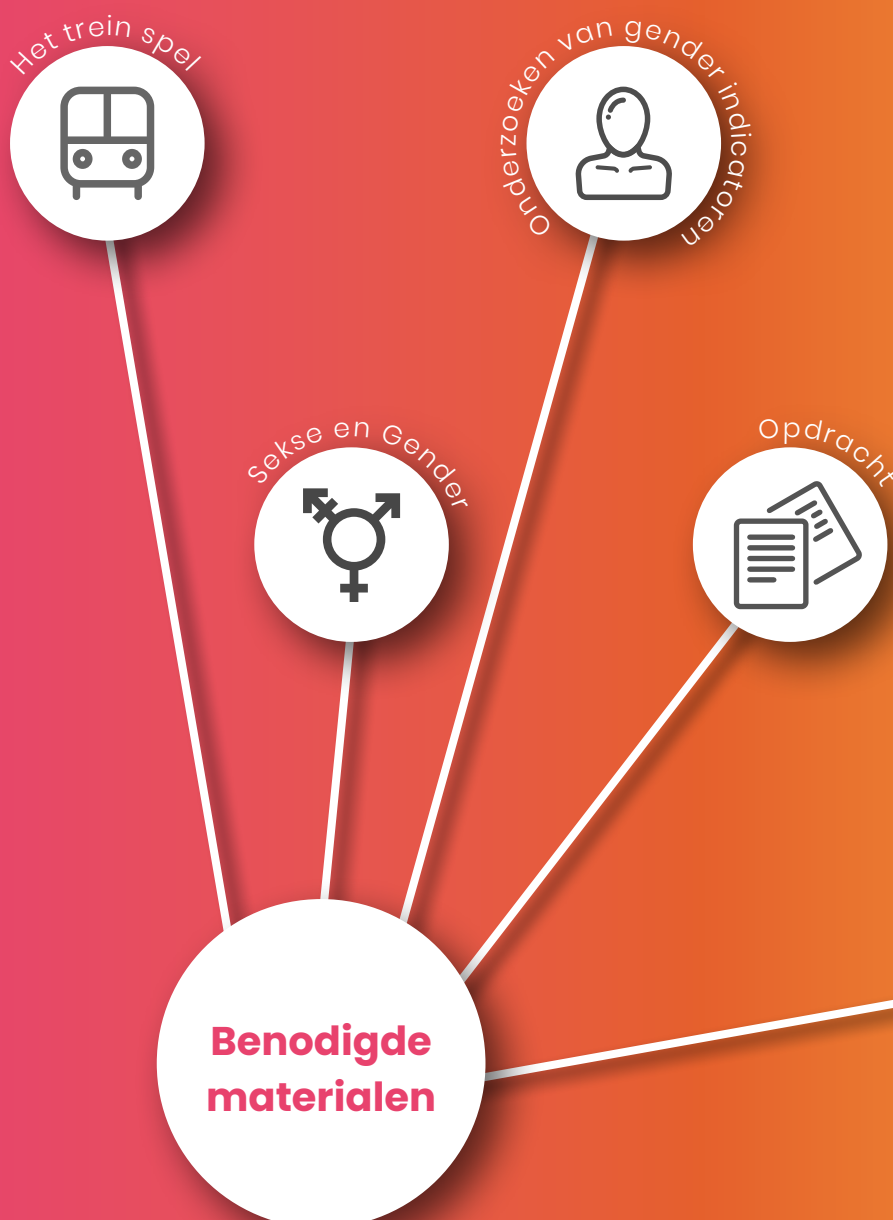 Het trein spel
Onderzoeken van gender indicatoren
Sekse en Gender
Opdracht
Benodigde
materialen